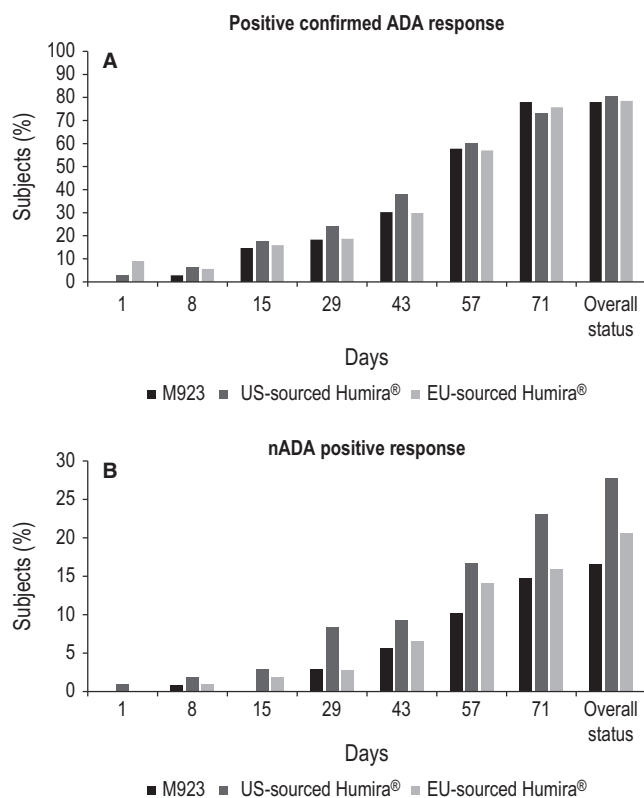 Positive confirmed ADA response
A
100
90
80
70
60
50
40
30
20
10
0
Subjects (%)
1 8 15 29 43 57 71 Overall
status
Days
M923 US-sourced Humira® EU-sourced Humira®
nADA positive response
B
30
25
20
15
10
5
0
Subjects (%)
1 8 15 29 43 57 71 Overall
status
Days
M923 US-sourced Humira® EU-sourced Humira®